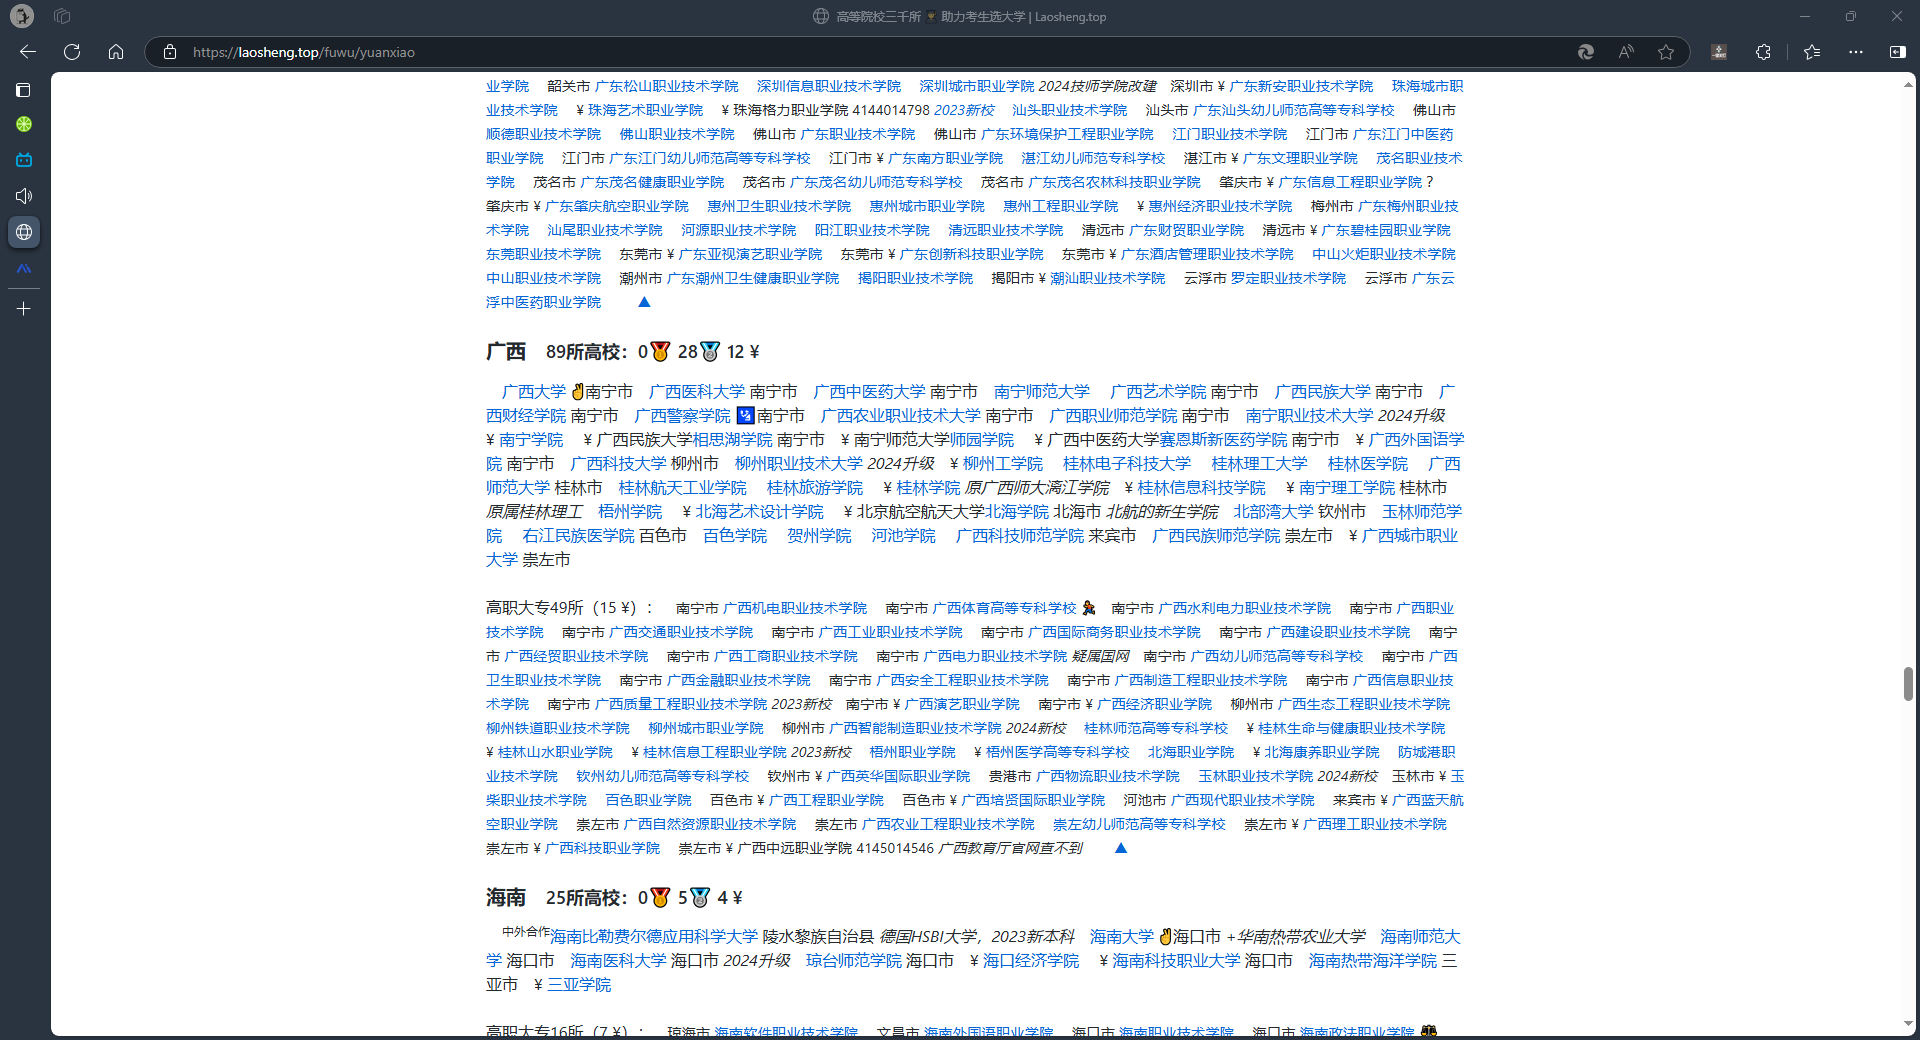 高等院校三千所 助力考生选大学 | Laosheng.top
https://laosheng.top/fuwu/yuanxiao
业学院 韶关市 广东松山职业技术学院 深圳信息职业技术学院 深圳城市职业学院 2024技师学院改建 深圳市 ¥ 广东新安职业技术学院 珠海城市职
业技术学院 ¥ 珠海艺术职业学院 ¥ 珠海格力职业学院 4144014798 2023新校 汕头职业技术学院 汕头市 广东汕头幼儿师范高等专科学校 佛山市
顺德职业技术学院 佛山职业技术学院 佛山市 广东职业技术学院 佛山市 广东环境保护工程职业学院 江门职业技术学院 江门市 广东江门中医药
职业学院 江门市 广东江门幼儿师范高等专科学校 江门市 ¥ 广东南方职业学院 湛江幼儿师范专科学校 湛江市 ¥ 广东文理职业学院 茂名职业技术
学院 茂名市 广东茂名健康职业学院 茂名市 广东茂名幼儿师范专科学校 茂名市 广东茂名农林科技职业学院 肇庆市 ¥ 广东信息工程职业学院 ?
肇庆市 ¥ 广东肇庆航空职业学院 惠州卫生职业技术学院 惠州城市职业学院 惠州工程职业学院 ¥ 惠州经济职业技术学院 梅州市 广东梅州职业技
术学院 汕尾职业技术学院 河源职业技术学院 阳江职业技术学院 清远职业技术学院 清远市 广东财贸职业学院 清远市 ¥ 广东碧桂园职业学院
东莞职业技术学院 东莞市 ¥ 广东亚视演艺职业学院 东莞市 ¥ 广东创新科技职业学院 东莞市 ¥ 广东酒店管理职业技术学院 中山火炬职业技术学院
中山职业技术学院 潮州市 广东潮州卫生健康职业学院 揭阳职业技术学院 揭阳市 ¥ 潮汕职业技术学院 云浮市 罗定职业技术学院 云浮市 广东云
浮中医药职业学院 ▲
广西 89所高校：0🥇 28🥈 12 ¥
广西大学 ✌南宁市 广西医科大学 南宁市 广西中医药大学 南宁市 南宁师范大学 广西艺术学院 南宁市 广西民族大学 南宁市 广
西财经学院 南宁市 广西警察学院 🛂南宁市 广西农业职业技术大学 南宁市 广西职业师范学院 南宁市 南宁职业技术大学 2024升级
¥ 南宁学院 ¥ 广西民族大学相思湖学院 南宁市 ¥ 南宁师范大学师园学院 ¥ 广西中医药大学赛恩斯新医药学院 南宁市 ¥ 广西外国语学
院 南宁市 广西科技大学 柳州市 柳州职业技术大学 2024升级 ¥ 柳州工学院 桂林电子科技大学 桂林理工大学 桂林医学院 广西
师范大学 桂林市 桂林航天工业学院 桂林旅游学院 ¥ 桂林学院 原广西师大漓江学院 ¥ 桂林信息科技学院 ¥ 南宁理工学院 桂林市
原属桂林理工 梧州学院 ¥ 北海艺术设计学院 ¥ 北京航空航天大学北海学院 北海市 北航的新生学院 北部湾大学 钦州市 玉林师范学
院 右江民族医学院 百色市 百色学院 贺州学院 河池学院 广西科技师范学院 来宾市 广西民族师范学院 崇左市 ¥ 广西城市职业
大学 崇左市
高职大专49所（15 ¥）： 南宁市 广西机电职业技术学院 南宁市 广西体育高等专科学校 南宁市 广西水利电力职业技术学院 南宁市 广西职业
技术学院 南宁市 广西交通职业技术学院 南宁市 广西工业职业技术学院 南宁市 广西国际商务职业技术学院 南宁市 广西建设职业技术学院 南宁
市 广西经贸职业技术学院 南宁市 广西工商职业技术学院 南宁市 广西电力职业技术学院 疑属国网 南宁市 广西幼儿师范高等专科学校 南宁市 广西
卫生职业技术学院 南宁市 广西金融职业技术学院 南宁市 广西安全工程职业技术学院 南宁市 广西制造工程职业技术学院 南宁市 广西信息职业技
术学院 南宁市 广西质量工程职业技术学院 2023新校 南宁市 ¥ 广西演艺职业学院 南宁市 ¥ 广西经济职业学院 柳州市 广西生态工程职业技术学院
柳州铁道职业技术学院 柳州城市职业学院 柳州市 广西智能制造职业技术学院 2024新校 桂林师范高等专科学校 ¥ 桂林生命与健康职业技术学院
¥ 桂林山水职业学院 ¥ 桂林信息工程职业学院 2023新校 梧州职业学院 ¥ 梧州医学高等专科学校 北海职业学院 ¥ 北海康养职业学院 防城港职
业技术学院 钦州幼儿师范高等专科学校 钦州市 ¥ 广西英华国际职业学院 贵港市 广西物流职业技术学院 玉林职业技术学院 2024新校 玉林市 ¥ 玉
柴职业技术学院 百色职业学院 百色市 ¥ 广西工程职业学院 百色市 ¥ 广西培贤国际职业学院 河池市 广西现代职业技术学院 来宾市 ¥ 广西蓝天航
空职业学院 崇左市 广西自然资源职业技术学院 崇左市 广西农业工程职业技术学院 崇左幼儿师范高等专科学校 崇左市 ¥ 广西理工职业技术学院
崇左市 ¥ 广西科技职业学院 崇左市 ¥ 广西中远职业学院 4145014546 广西教育厅官网查不到 ▲
海南 25所高校：0🥇 5🥈 4 ¥
中外合作海南比勒费尔德应用科学大学 陵水黎族自治县 德国HSBI大学，2023新本科 海南大学 ✌海口市 +华南热带农业大学 海南师范大
学 海口市 海南医科大学 海口市 2024升级 琼台师范学院 海口市 ¥ 海口经济学院 ¥ 海南科技职业大学 海口市 海南热带海洋学院 三
亚市 ¥ 三亚学院
高职大专16所（7 ¥）： 琼海市 海南软件职业技术学院 文昌市 海南外国语职业学院 海口市 海南职业技术学院 海口市 海南政法职业学院